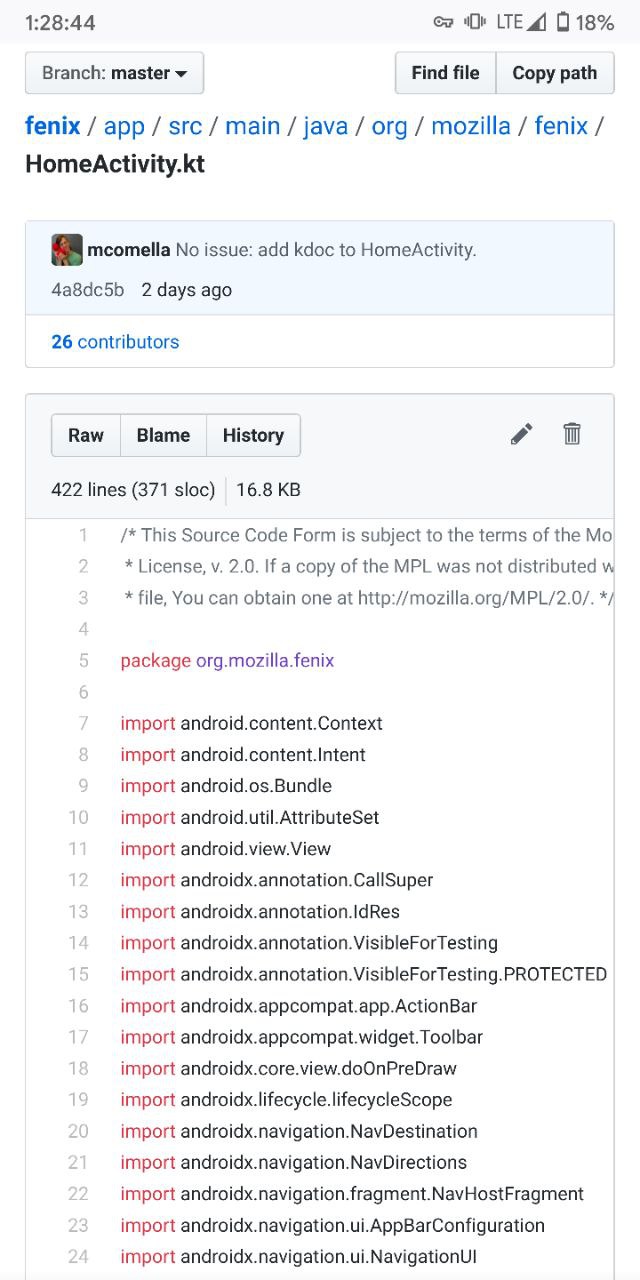 1:28:44 LTE 18%
Branch: master Find file Copy path
fenix / app / src / main / java / org / mozilla / fenix /
HomeActivity.kt
mcomella No issue: add kdoc to HomeActivity.
4a8dc5b 2 days ago
26 contributors
Raw Blame History
422 lines (371 sloc) 16.8 KB
1 /* This Source Code Form is subject to the terms of the Mo
2 * License, v. 2.0. If a copy of the MPL was not distributed w
3 * file, You can obtain one at http://mozilla.org/MPL/2.0/. */
4
5 package org.mozilla.fenix
6
7 import android.content.Context
8 import android.content.Intent
9 import android.os.Bundle
10 import android.util.AttributeSet
11 import android.view.View
12 import androidx.annotation.CallSuper
13 import androidx.annotation.IdRes
14 import androidx.annotation.VisibleForTesting
15 import androidx.annotation.VisibleForTesting.PROTECTED
16 import androidx.appcompat.app.ActionBar
17 import androidx.appcompat.widget.Toolbar
18 import androidx.core.view.doOnPreDraw
19 import androidx.lifecycle.lifecycleScope
20 import androidx.navigation.NavDestination
21 import androidx.navigation.NavDirections
22 import androidx.navigation.fragment.NavHostFragment
23 import androidx.navigation.ui.AppBarConfiguration
24 import androidx.navigation.ui.NavigationUI